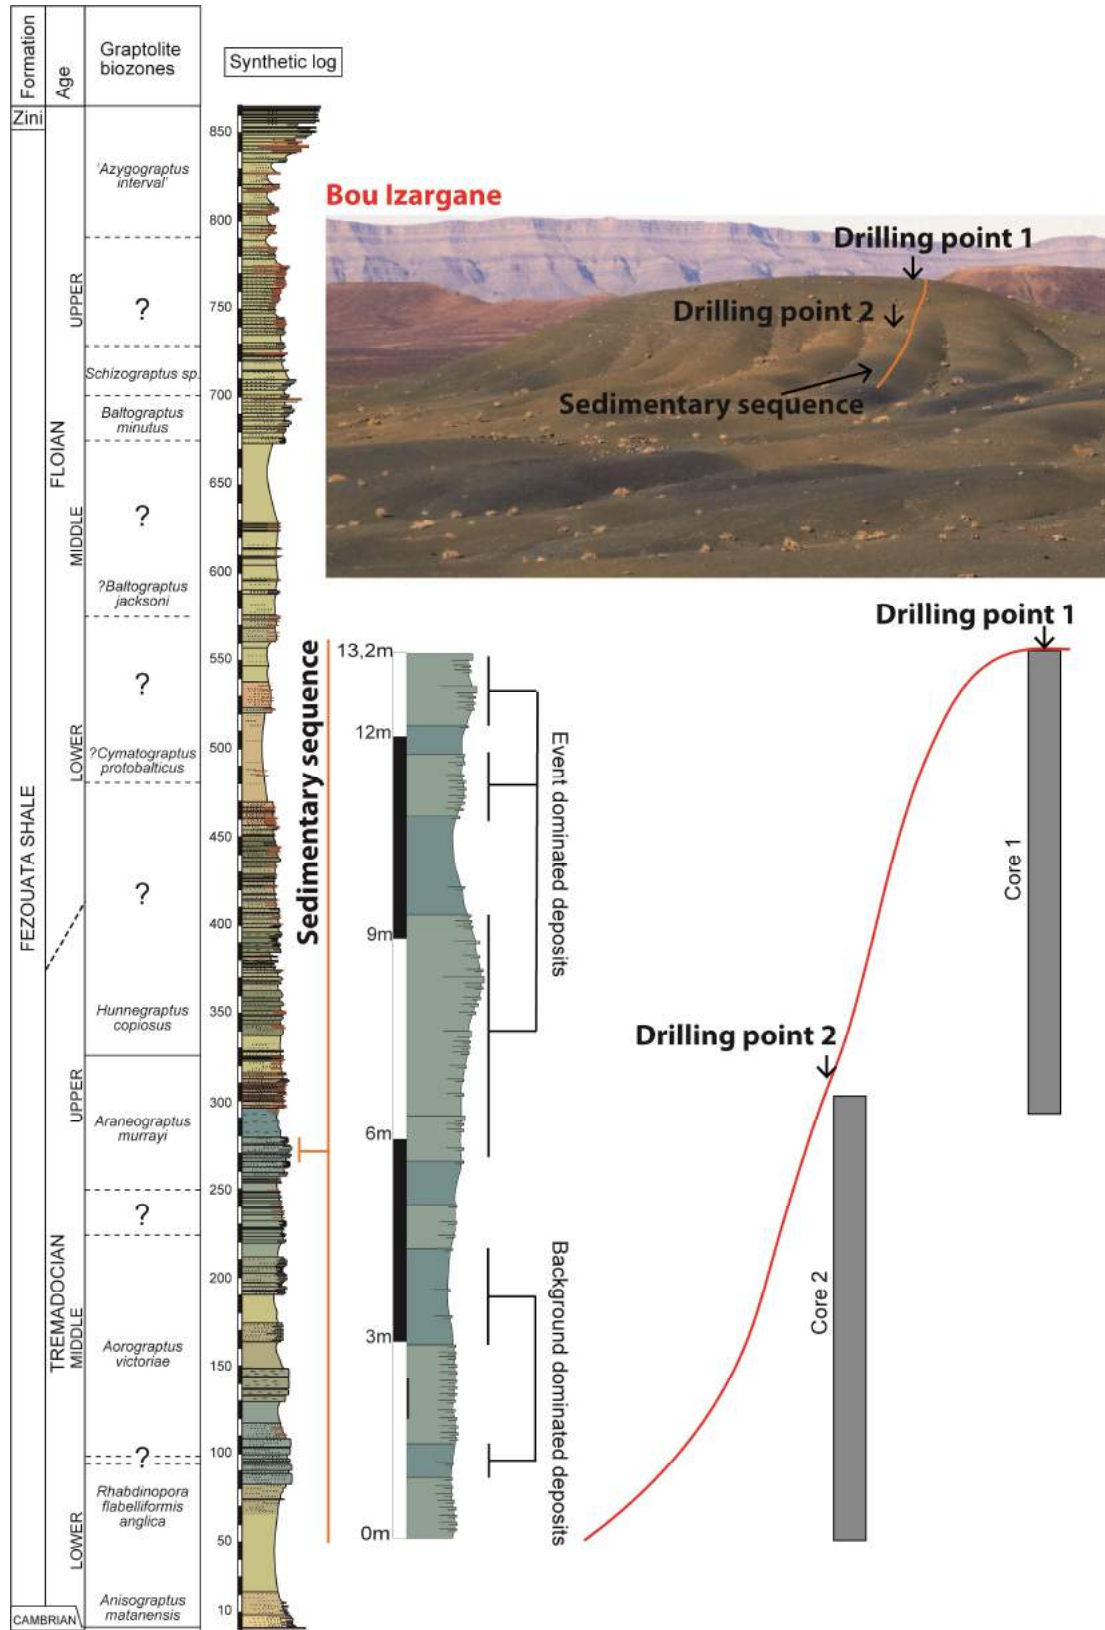 Formation
Age
Graptolite
biozones
Synthetic log
Zini
FEZOUATA SHALE
CAMBRIAN
UPPER
FLOIAN
MIDDLE
LOWER
UPPER
TREMADOCIAN
MIDDLE
LOWER
'Azygograptus
interval'
?
Schizograptus sp.
Baltograptus
minutus
?
?Baltograptus
jacksoni
?
?Cymatograptus
protobalticus
?
Hunnegraptus
copiosus
Araneograptus
murrayi
?
Aorograptus
victoriae
?
Rhabdinopora
flabelliformis
anglica
Anisograptus
matanensis
850
800
750
700
650
600
550
500
450
400
350
300
250
200
150
100
50
10
Bou Izargane
Drilling point 1
Drilling point 2
Sedimentary sequence
Sedimentary sequence
13,2m
12m
9m
6m
3m
0m
Event dominated deposits
Background dominated deposits
Drilling point 1
Core 1
Drilling point 2
Core 2